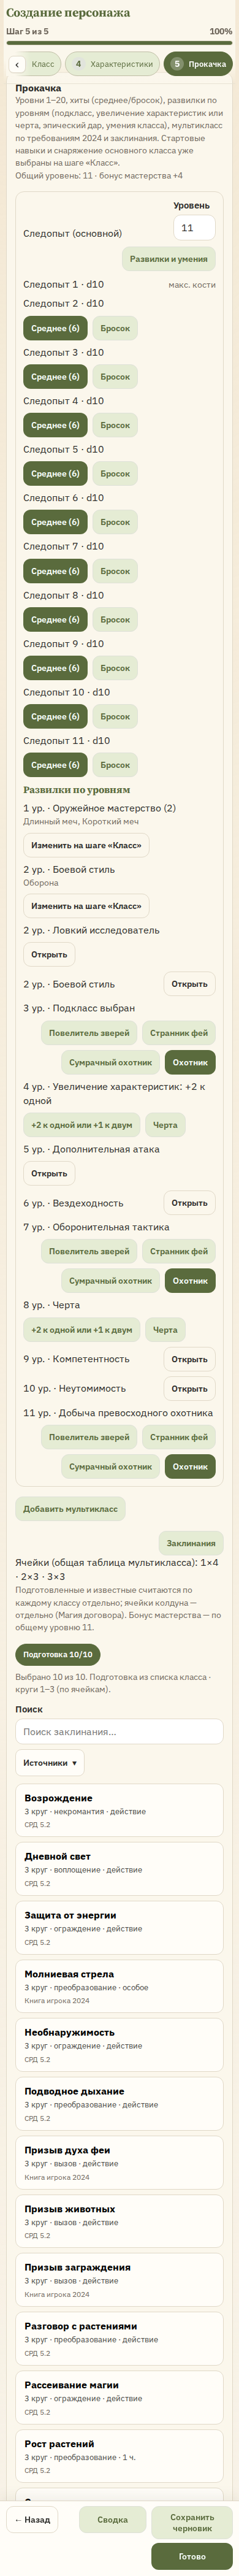 Создание персонажа
Шаг 5 из 5 100%
‹ Класс 4 Характеристики 5 Прокачка
Прокачка
Уровни 1–20, хиты (среднее/бросок), развилки по
уровням (подкласс, увеличение характеристик или
черта, эпический дар, умения класса), мультикласс
по требованиям 2024 и заклинания. Стартовые
навыки и снаряжение основного класса уже
выбраны на шаге «Класс».
Общий уровень: 11 · бонус мастерства +4
Уровень
Следопыт (основной) 11
Развилки и умения
Следопыт 1 · d10 макс. кости
Следопыт 2 · d10
Среднее (6) Бросок
Следопыт 3 · d10
Среднее (6) Бросок
Следопыт 4 · d10
Среднее (6) Бросок
Следопыт 5 · d10
Среднее (6) Бросок
Следопыт 6 · d10
Среднее (6) Бросок
Следопыт 7 · d10
Среднее (6) Бросок
Следопыт 8 · d10
Среднее (6) Бросок
Следопыт 9 · d10
Среднее (6) Бросок
Следопыт 10 · d10
Среднее (6) Бросок
Следопыт 11 · d10
Среднее (6) Бросок
Развилки по уровням
1 ур. · Оружейное мастерство (2)
Длинный меч, Короткий меч
Изменить на шаге «Класс»
2 ур. · Боевой стиль
Оборона
Изменить на шаге «Класс»
2 ур. · Ловкий исследователь
Открыть
2 ур. · Боевой стиль Открыть
3 ур. · Подкласс выбран
Повелитель зверей Странник фей
Сумрачный охотник Охотник
4 ур. · Увеличение характеристик: +2 к
одной
+2 к одной или +1 к двум Черта
5 ур. · Дополнительная атака
Открыть
6 ур. · Вездеходность Открыть
7 ур. · Оборонительная тактика
Повелитель зверей Странник фей
Сумрачный охотник Охотник
8 ур. · Черта
+2 к одной или +1 к двум Черта
9 ур. · Компетентность Открыть
10 ур. · Неутомимость Открыть
11 ур. · Добыча превосходного охотника
Повелитель зверей Странник фей
Сумрачный охотник Охотник
Добавить мультикласс
Заклинания
Ячейки (общая таблица мультикласса): 1×4
· 2×3 · 3×3
Подготовленные и известные считаются по
каждому классу отдельно; ячейки колдуна —
отдельно (Магия договора). Бонус мастерства — по
общему уровню 11.
Подготовка 10/10
Выбрано 10 из 10. Подготовка из списка класса ·
круги 1–3 (по ячейкам).
Поиск
Поиск заклинания…
Источники ▾
Возрождение
3 круг · некромантия · действие
СРД 5.2
Дневной свет
3 круг · воплощение · действие
СРД 5.2
Защита от энергии
3 круг · ограждение · действие
СРД 5.2
Молниевая стрела
3 круг · преобразование · особое
Книга игрока 2024
Необнаружимость
3 круг · ограждение · действие
СРД 5.2
Подводное дыхание
3 круг · преобразование · действие
СРД 5.2
Призыв духа феи
3 круг · вызов · действие
Книга игрока 2024
Призыв животных
3 круг · вызов · действие
СРД 5.2
Призыв заграждения
3 круг · вызов · действие
Книга игрока 2024
Разговор с растениями
3 круг · преобразование · действие
СРД 5.2
Рассеивание магии
3 круг · ограждение · действие
СРД 5.2
Рост растений
3 круг · преобразование · 1 ч.
СРД 5.2
← Назад Сводка Сохранить
черновик
Готово